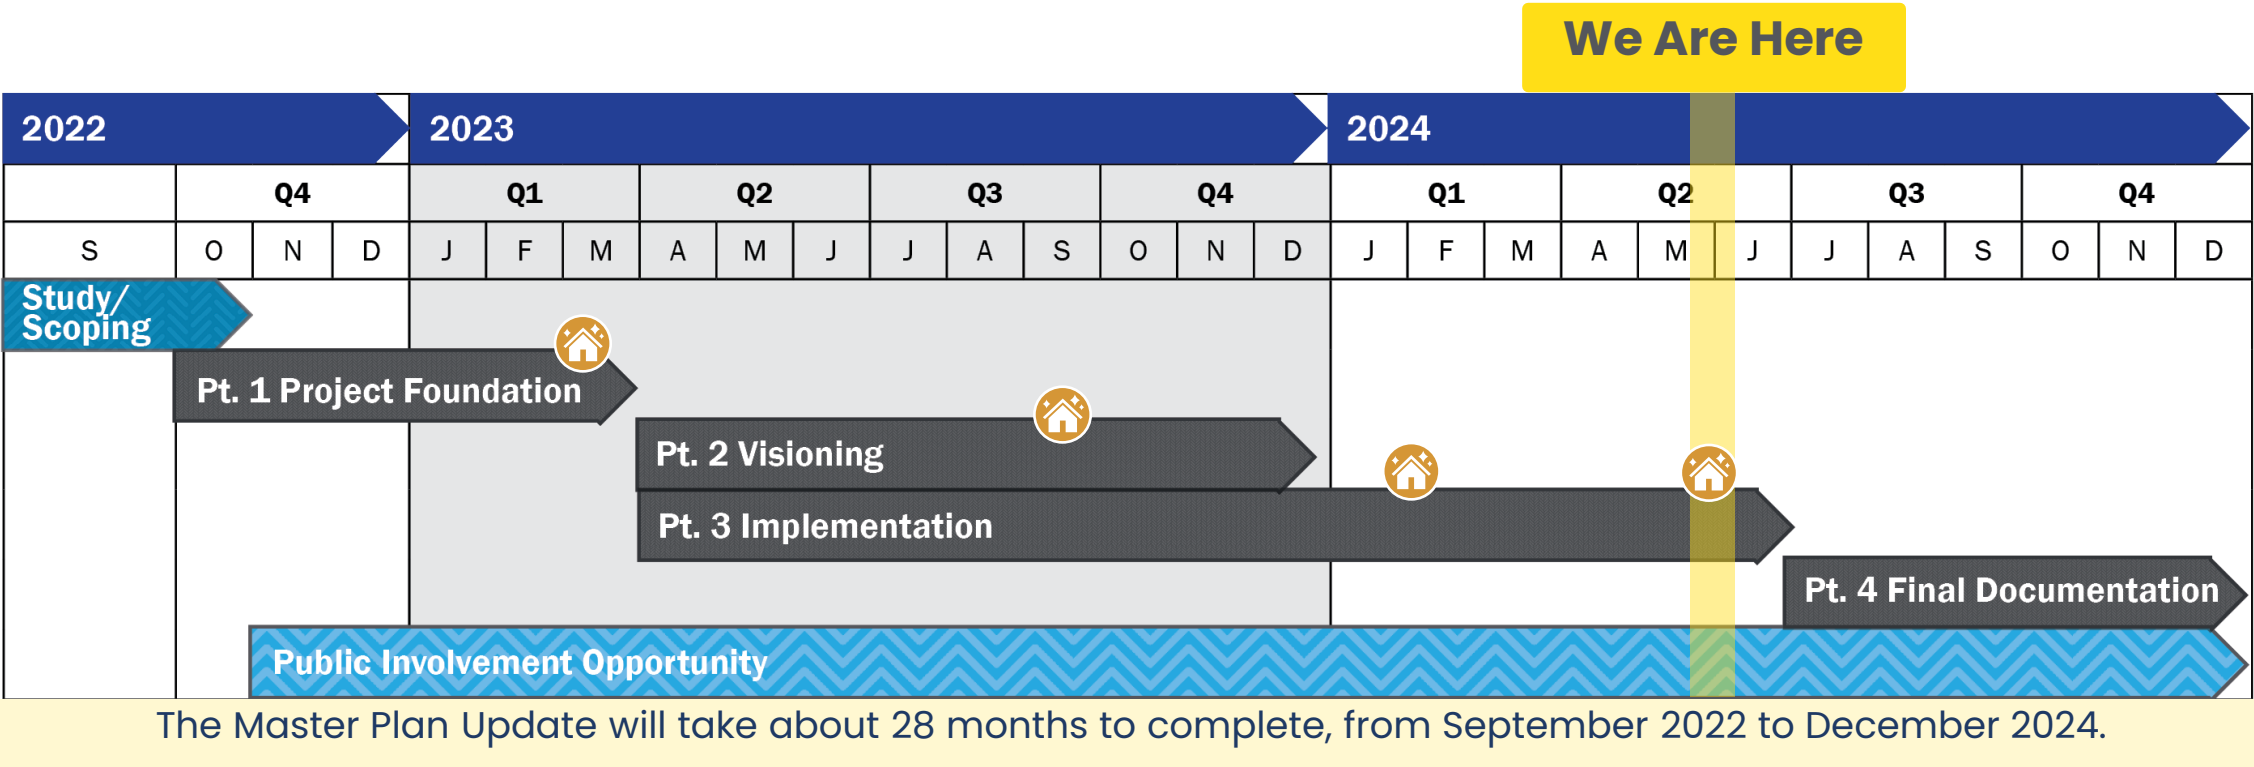 We Are Here
2022 2023 2024
Q4 Q1 Q2 Q3 Q4 Q1 Q2 Q3 Q4
S O N D J F M A M J J A S O N D J F M A M J J A S O N D
Study/
Scoping
Pt. 1 Project Foundation
Pt. 2 Visioning
Pt. 3 Implementation
Pt. 4 Final Documentation
Public Involvement Opportunity
The Master Plan Update will take about 28 months to complete, from September 2022 to December 2024.